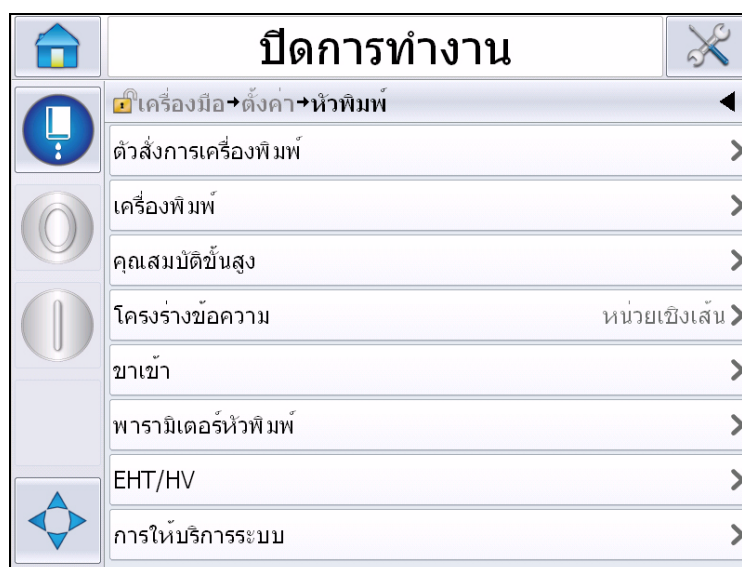 ปิดการทำงาน
เครื่องมือ→ตั้งค่า→หัวพิมพ์
ตัวสั่งการเครื่องพิมพ์
เครื่องพิมพ์
คุณสมบัติขั้นสูง
โครงร่างข้อความ หน่วยเชิงเส้น
ขาเข้า
พารามิเตอร์หัวพิมพ์
EHT/HV
การให้บริการระบบ